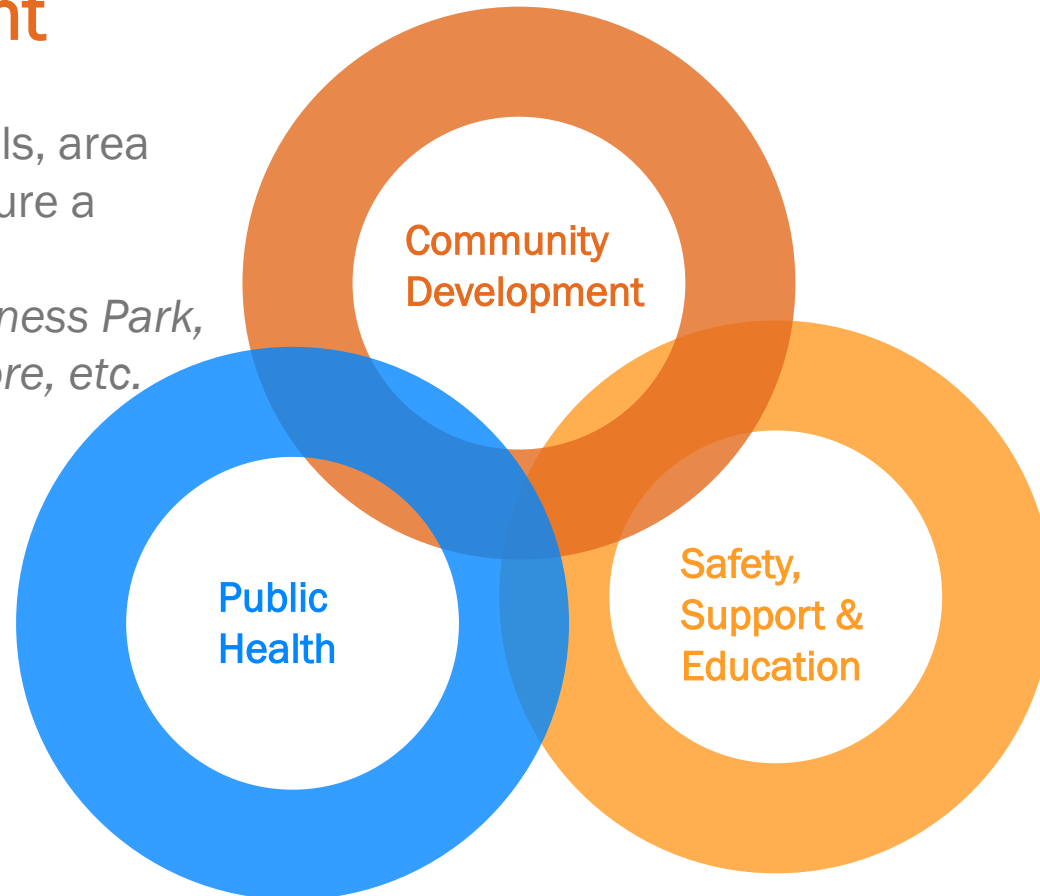 nt
ls, area
ure a
ness Park,
ore, etc.
Community
Development
Public
Health
Safety,
Support &
Education